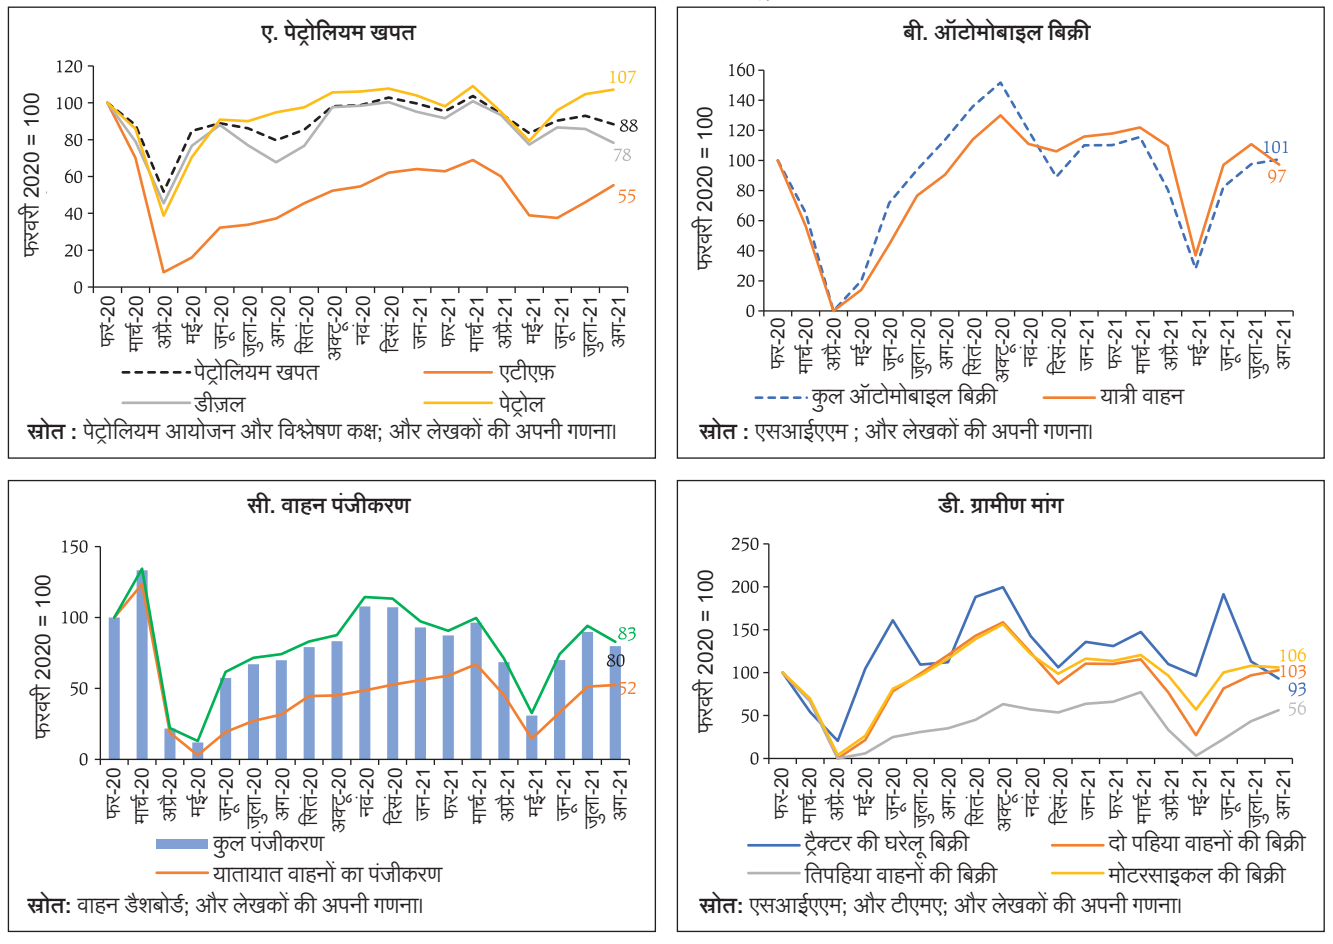 ए. पेट्रोलियम खपत
फरवरी 2020 = 100
120
100
80
60
40
20
0
107
88
78
55
फर-20
मार्च-20
अप्रै-20
मई-20
जून-20
जुला-20
अग-20
सितं-20
अक्टू-20
नवं-20
दिसं-20
जन-21
फर-21
मार्च-21
अप्रै-21
मई-21
जून-21
जुला-21
अग-21
पेट्रोलियम खपत
एटीएफ़
डीज़ल
पेट्रोल
स्रोत : पेट्रोलियम आयोजन और विश्लेषण कक्ष; और लेखकों की अपनी गणना।
बी. ऑटोमोबाइल बिक्री
फरवरी 2020 = 100
160
140
120
100
80
60
40
20
0
101
97
फर-20
मार्च-20
अप्रै-20
मई-20
जून-20
जुला-20
अग-20
सितं-20
अक्टू-20
नवं-20
दिसं-20
जन-21
फर-21
मार्च-21
अप्रै-21
मई-21
जून-21
जुला-21
अग-21
कुल ऑटोमोबाइल बिक्री
यात्री वाहन
स्रोत : एसआईएएम ; और लेखकों की अपनी गणना।
सी. वाहन पंजीकरण
फरवरी 2020 = 100
150
100
50
0
83
80
52
फर-20
मार्च-20
अप्रै-20
मई-20
जून-20
जुला-20
अग-20
सितं-20
अक्टू-20
नवं-20
दिसं-20
जन-21
फर-21
मार्च-21
अप्रै-21
मई-21
जून-21
जुला-21
अग-21
कुल पंजीकरण
यातायात वाहनों का पंजीकरण
स्रोत: वाहन डैशबोर्ड; और लेखकों की अपनी गणना।
डी. ग्रामीण मांग
फरवरी 2020 = 100
250
200
150
100
50
0
106
103
93
56
फर-20
मार्च-20
अप्रै-20
मई-20
जून-20
जुला-20
अग-20
सितं-20
अक्टू-20
नवं-20
दिसं-20
जन-21
फर-21
मार्च-21
अप्रै-21
मई-21
जून-21
जुला-21
अग-21
ट्रैक्टर की घरेलू बिक्री
दो पहिया वाहनों की बिक्री
तिपहिया वाहनों की बिक्री
मोटरसाइकल की बिक्री
स्रोत: एसआईएएम; और टीएमए; और लेखकों की अपनी गणना।